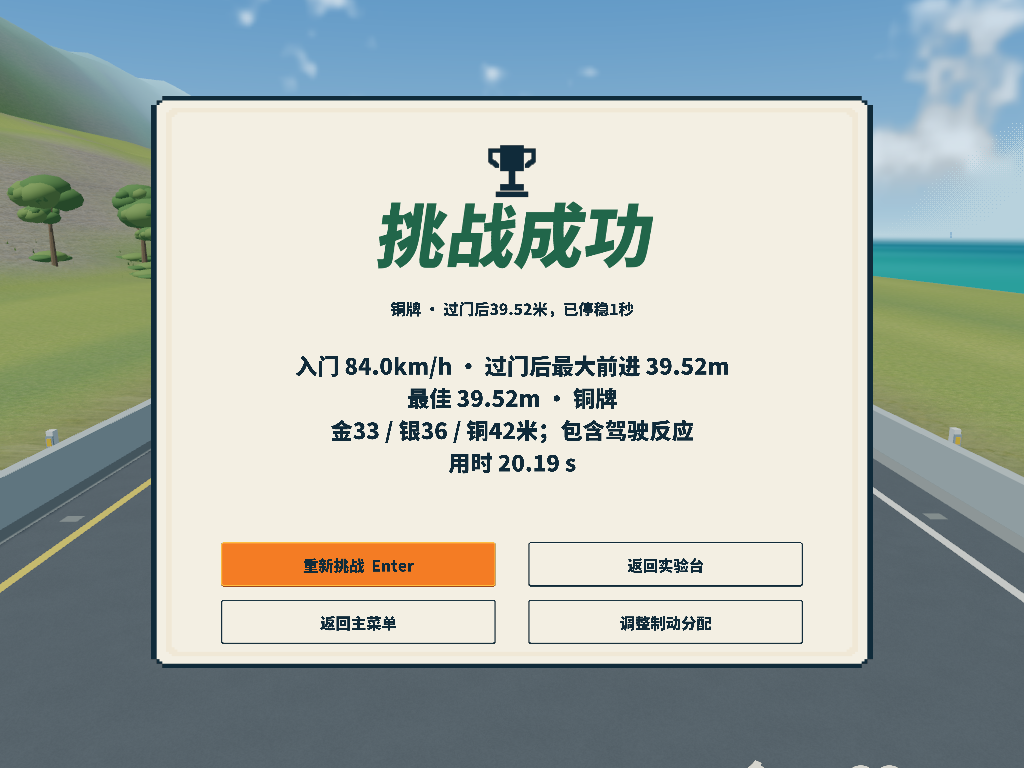 挑战成功
铜牌 · 过门后39.52米，已停稳1秒
入门 84.0km/h · 过门后最大前进 39.52m
最佳 39.52m · 铜牌
金33 / 银36 / 铜42米；包含驾驶反应
用时 20.19 s
重新挑战 Enter
返回实验台
返回主菜单
调整制动分配